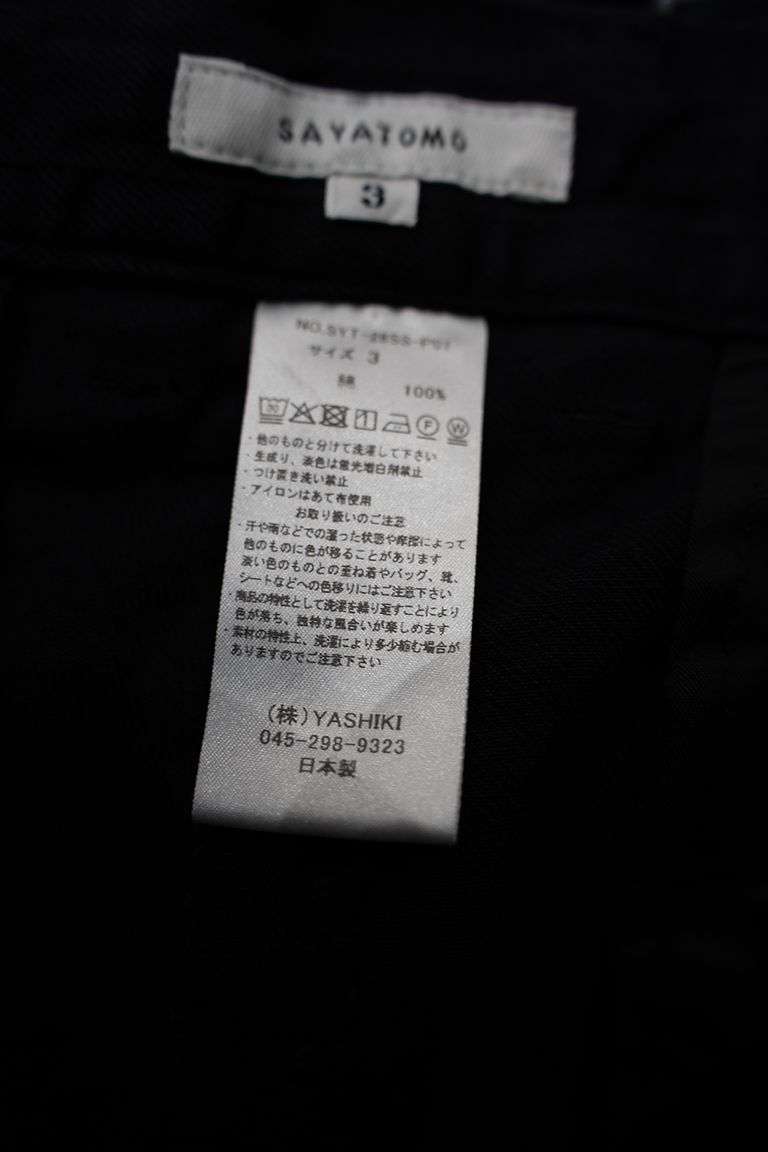 SAYATOMO
3
NO.SYT-26SS-P01
サイズ 3
綿 100%
30 1 F W
・他のものと分けて洗濯して下さい
・生成り、淡色は蛍光増白剤禁止
・つけ置き洗い禁止
・アイロンはあて布使用
お取り扱いのご注意
・汗や雨などでの湿った状態や摩擦によって
他のものに色が移ることがあります
淡い色のものとの重ね着やバッグ、靴、
シートなどへの色移りにはご注意下さい
・商品の特性として洗濯を繰り返すことにより
色が落ち、独特な風合いが楽しめます
・素材の特性上、洗濯により多少縮む場合が
ありますのでご注意下さい
(株)YASHIKI
045-298-9323
日本製